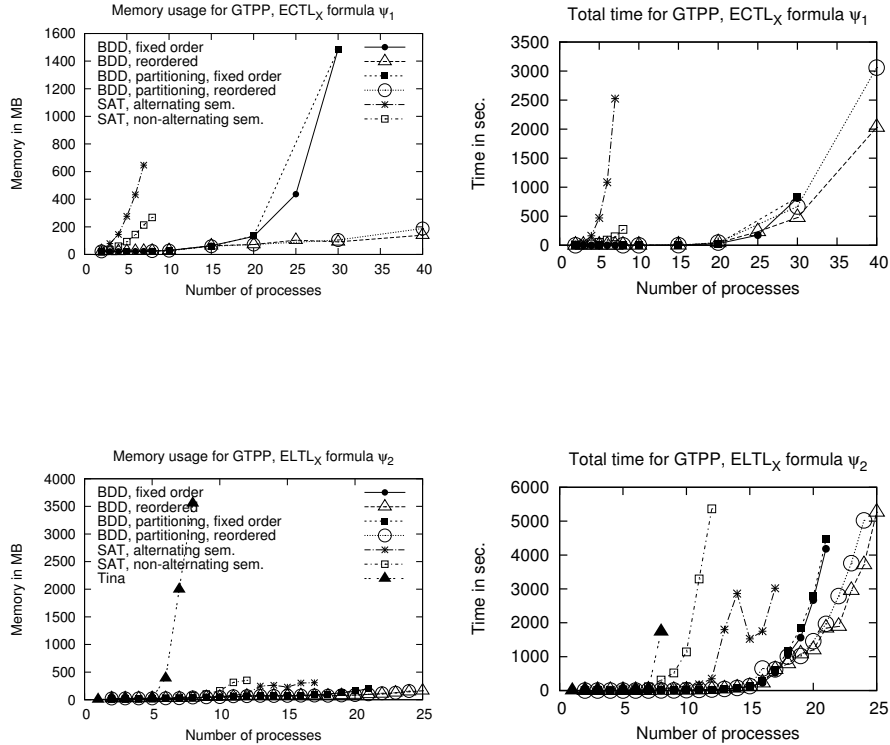 Memory usage for GTPP, ECTL_X formula ψ_1
1600
1400
1200
1000
800
600
400
200
0
Memory in MB
BDD, fixed order
BDD, reordered
BDD, partitioning, fixed order
BDD, partitioning, reordered
SAT, alternating sem.
SAT, non-alternating sem.
0 5 10 15 20 25 30 35 40
Number of processes
Total time for GTPP, ECTL_X formula ψ_1
3500
3000
2500
2000
1500
1000
500
0
Time in sec.
0 5 10 15 20 25 30 35 40
Number of processes
Memory usage for GTPP, ELTL_X formula ψ_2
4000
3500
3000
2500
2000
1500
1000
500
0
Memory in MB
BDD, fixed order
BDD, reordered
BDD, partitioning, fixed order
BDD, partitioning, reordered
SAT, alternating sem.
SAT, non-alternating sem.
Tina
0 5 10 15 20 25
Number of processes
Total time for GTPP, ELTL_X formula ψ_2
6000
5000
4000
3000
2000
1000
0
Time in sec.
0 5 10 15 20 25
Number of processes